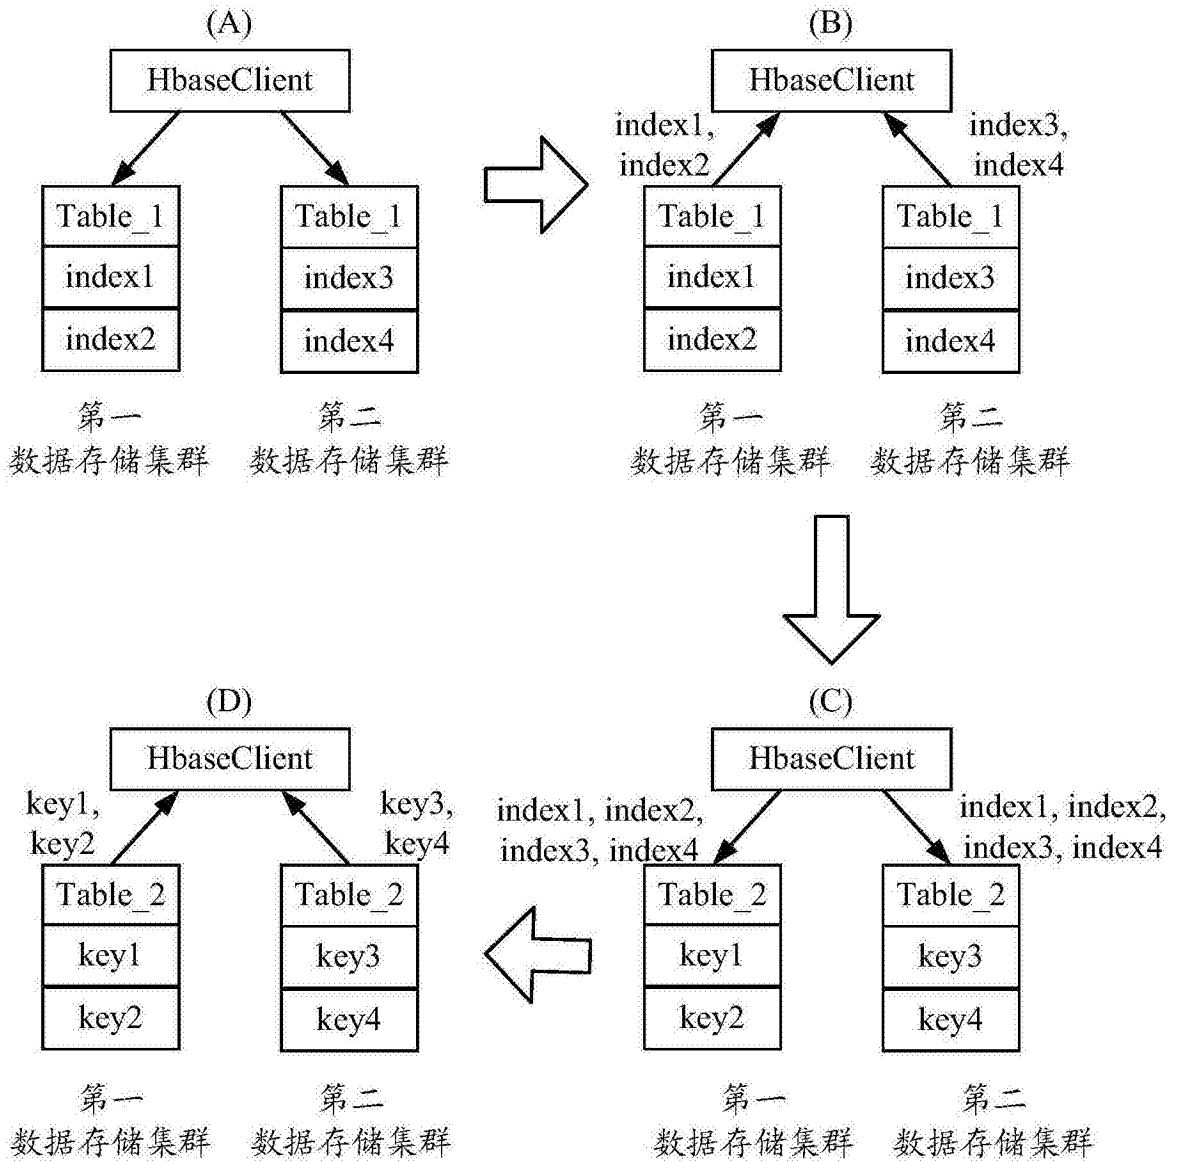 (A)
HbaseClient
Table_1
index1
index2
第一
数据存储集群
Table_1
index3
index4
第二
数据存储集群
(B)
HbaseClient
index1,
index2
index3,
index4
Table_1
index1
index2
第一
数据存储集群
Table_1
index3
index4
第二
数据存储集群
(D)
HbaseClient
key1,
key2
key3,
key4
Table_2
key1
key2
第一
数据存储集群
Table_2
key3
key4
第二
数据存储集群
(C)
HbaseClient
index1, index2,
index3, index4
index1, index2,
index3, index4
Table_2
key1
key2
第一
数据存储集群
Table_2
key3
key4
第二
数据存储集群